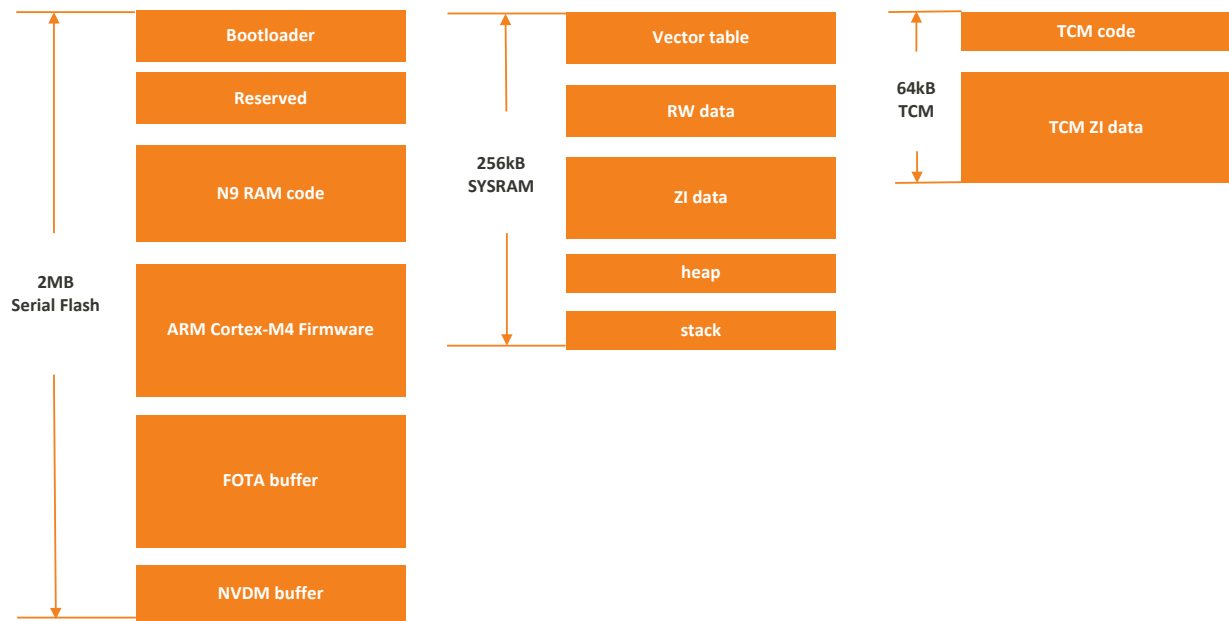 2MB
Serial Flash
Bootloader
Reserved
N9 RAM code
ARM Cortex-M4 Firmware
FOTA buffer
NVDM buffer
256kB
SYSRAM
Vector table
RW data
ZI data
heap
stack
64kB
TCM
TCM code
TCM ZI data